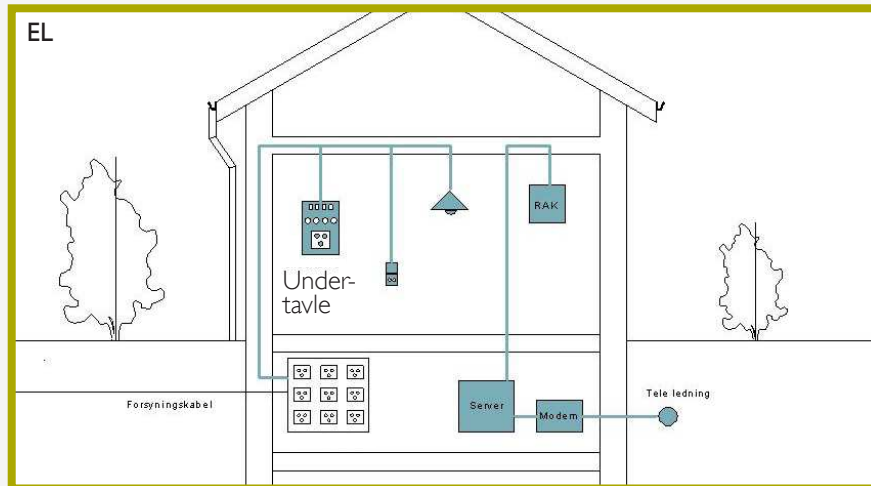 EL
RAK
Under-
tavle
Forsyningskabel
Server
Modem
Tele ledning